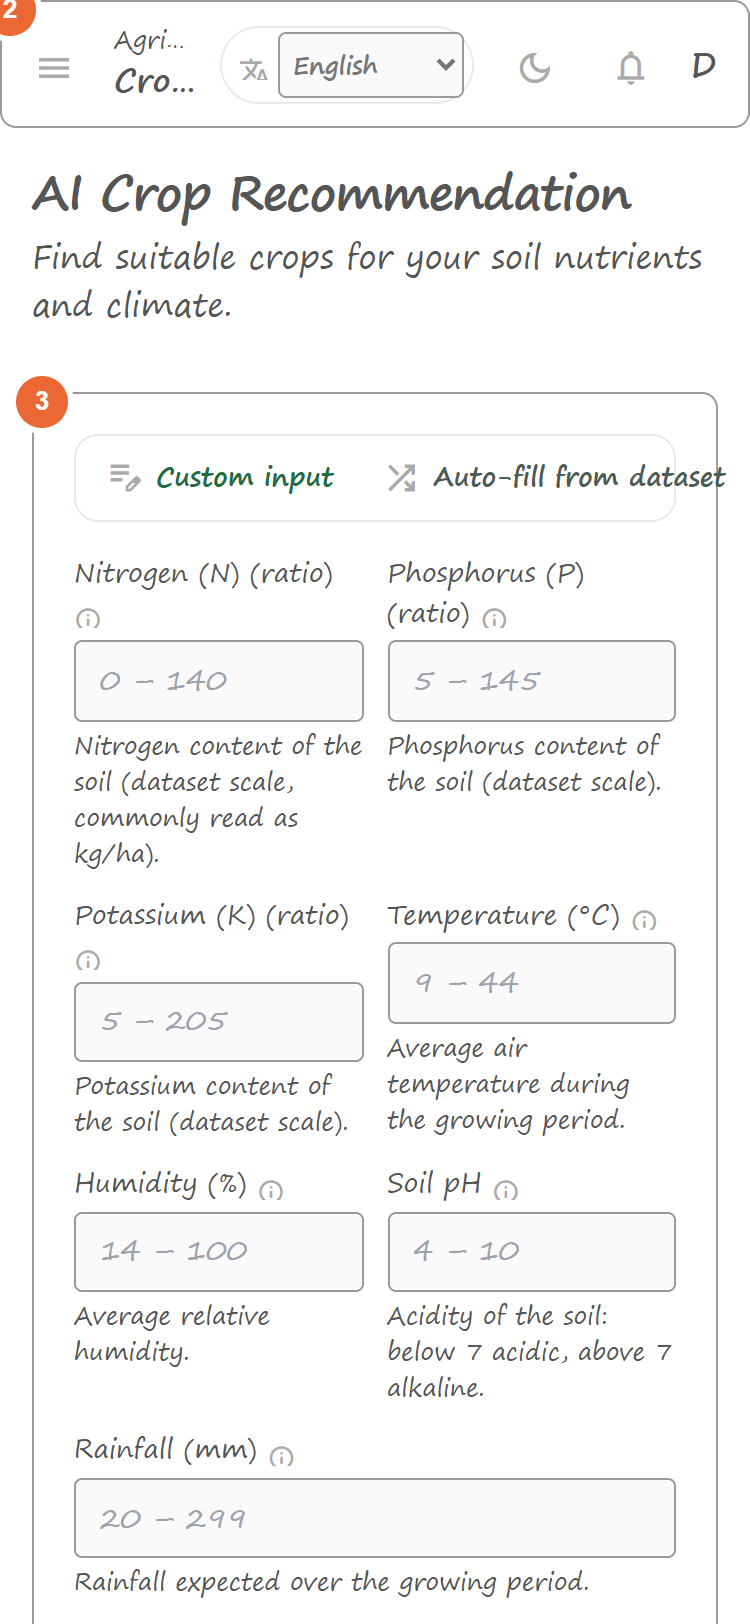 2
Agri...
Cro...
English
D
AI Crop Recommendation
Find suitable crops for your soil nutrients
and climate.
3
Custom input
Auto-fill from dataset
Nitrogen (N) (ratio)
0 – 140
Nitrogen content of the
soil (dataset scale,
commonly read as
kg/ha).
Phosphorus (P)
(ratio)
5 – 145
Phosphorus content of
the soil (dataset scale).
Potassium (K) (ratio)
5 – 205
Potassium content of
the soil (dataset scale).
Temperature (°C)
9 – 44
Average air
temperature during
the growing period.
Humidity (%)
14 – 100
Average relative
humidity.
Soil pH
4 – 10
Acidity of the soil:
below 7 acidic, above 7
alkaline.
Rainfall (mm)
20 – 299
Rainfall expected over the growing period.